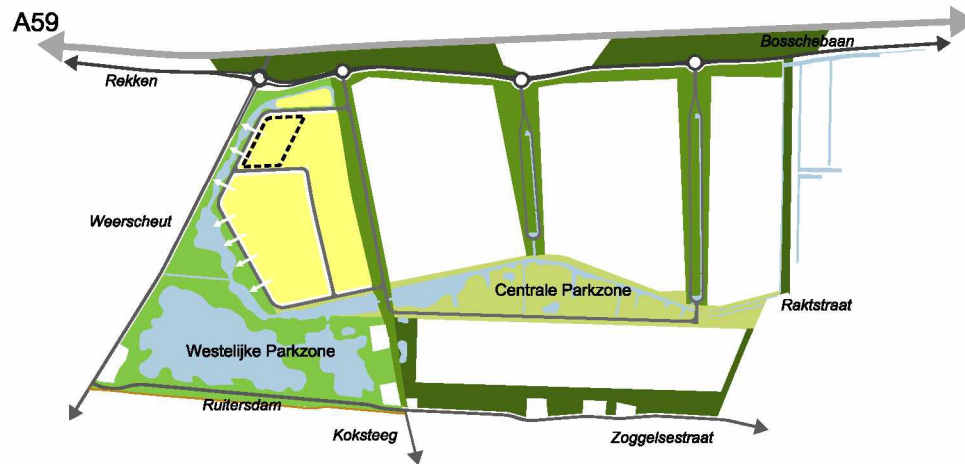 A59
Bosschebaan
Rekken
Weerscheut
Centrale Parkzone
Raktstraat
Westelijke Parkzone
Ruitersdam
Koksteeg
Zoggelsestraat